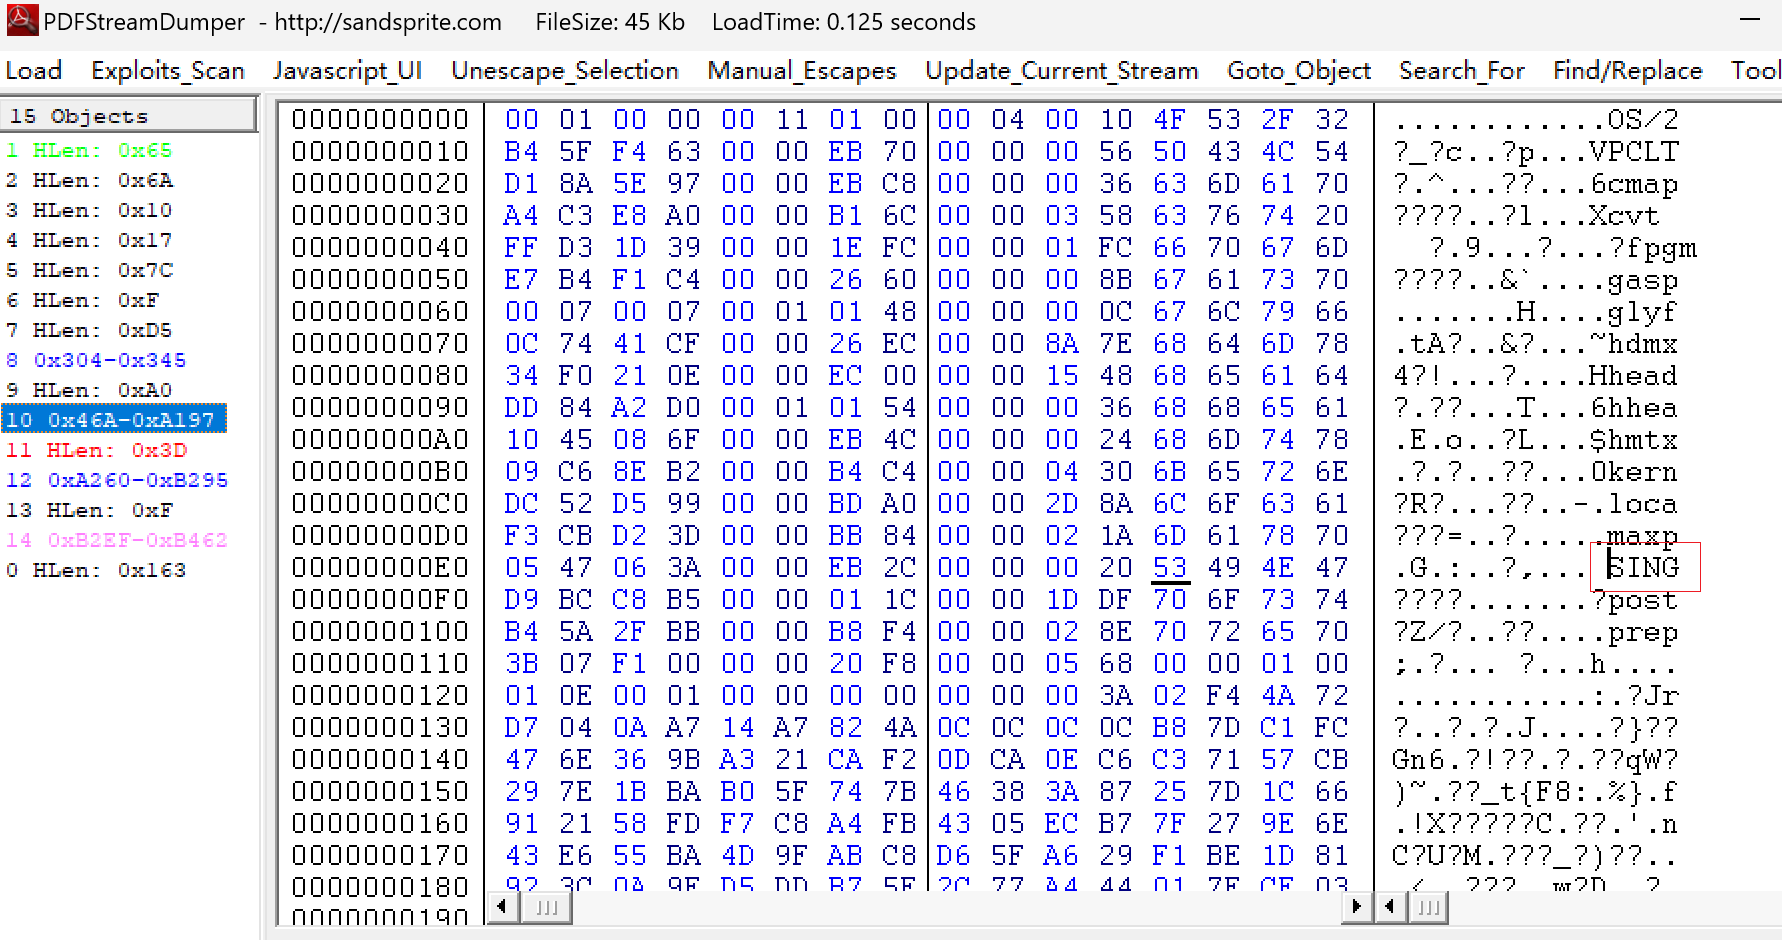 PDFStreamDumper - http://sandsprite.com FileSize: 45 Kb LoadTime: 0.125 seconds
Load Exploits_Scan Javascript_UI Unescape_Selection Manual_Escapes Update_Current_Stream Goto_Object Search_For Find/Replace Tool
15 Objects
1 HLen: 0x65
2 HLen: 0x6A
3 HLen: 0x10
4 HLen: 0x17
5 HLen: 0x7C
6 HLen: 0xF
7 HLen: 0xD5
8 0x304-0x345
9 HLen: 0xA0
10 0x46A-0xA197
11 HLen: 0x3D
12 0xA260-0xB295
13 HLen: 0xF
14 0xB2EF-0xB462
0 HLen: 0x163
0000000000 00 01 00 00 00 11 01 00 00 04 00 10 4F 53 2F 32 ............OS/2
0000000010 B4 5F F4 63 00 00 EB 70 00 00 00 56 50 43 4C 54 ?_?c..?p...VPCLT
0000000020 D1 8A 5E 97 00 00 EB C8 00 00 00 36 63 6D 61 70 ?.^...??...6cmap
0000000030 A4 C3 E8 A0 00 00 B1 6C 00 00 03 58 63 76 74 20 ????..?l...Xcvt
0000000040 FF D3 1D 39 00 00 1E FC 00 00 01 FC 66 70 67 6D ?.9...?...?fpgm
0000000050 E7 B4 F1 C4 00 00 26 60 00 00 00 8B 67 61 73 70 ????..&`....gasp
0000000060 00 07 00 07 00 01 01 48 00 00 00 0C 67 6C 79 66 .......H....glyf
0000000070 0C 74 41 CF 00 00 26 EC 00 00 8A 7E 68 64 6D 78 .tA?..&?...~hdmx
0000000080 34 F0 21 0E 00 00 EC 00 00 00 15 48 68 65 61 64 4?!...?....Hhead
0000000090 DD 84 A2 D0 00 01 01 54 00 00 00 36 68 68 65 61 ?.??...T...6hhea
00000000A0 10 45 08 6F 00 00 EB 4C 00 00 00 24 68 6D 74 78 .E.o..?L...$hmtx
00000000B0 09 C6 8E B2 00 00 B4 C4 00 00 04 30 6B 65 72 6E .?.?..??...0kern
00000000C0 DC 52 D5 99 00 00 BD A0 00 00 2D 8A 6C 6F 63 61 ?R?...??..-.loca
00000000D0 F3 CB D2 3D 00 00 BB 84 00 00 02 1A 6D 61 78 70 ???=..?.....maxp
00000000E0 05 47 06 3A 00 00 EB 2C 00 00 00 20 53 49 4E 47 .G.:..?,... SING
00000000F0 D9 BC C8 B5 00 00 01 1C 00 00 1D DF 70 6F 73 74 ????.......?post
0000000100 B4 5A 2F BB 00 00 B8 F4 00 00 02 8E 70 72 65 70 ?Z/?..??....prep
0000000110 3B 07 F1 00 00 00 20 F8 00 00 05 68 00 00 01 00 ;.?... ?...h....
0000000120 01 0E 00 01 00 00 00 00 00 00 3A 02 F4 4A 72 ...........:.?Jr
0000000130 D7 04 0A A7 14 A7 82 4A 0C 0C 0C 0C B8 7D C1 FC ?..?.?.J....?}??
0000000140 47 6E 36 9B A3 21 CA F2 0D CA 0E C6 C3 71 57 CB Gn6.?!??.?.??qW?
0000000150 29 7E 1B BA B0 5F 74 7B 46 38 3A 87 25 7D 1C 66 )~.??_t{F8:.%}.f
0000000160 91 21 58 FD F7 C8 A4 FB 43 05 EC B7 7F 27 9E 6E .!X?????C.??.'.n
0000000170 43 E6 55 BA 4D 9F AB C8 D6 5F A6 29 F1 BE 1D 81 C?U?M.???_?)??..
0000000180 92 3C 0A 9E D5 DD B7 5F 2C 77 A4 44 01 7E CE 03
0000000190